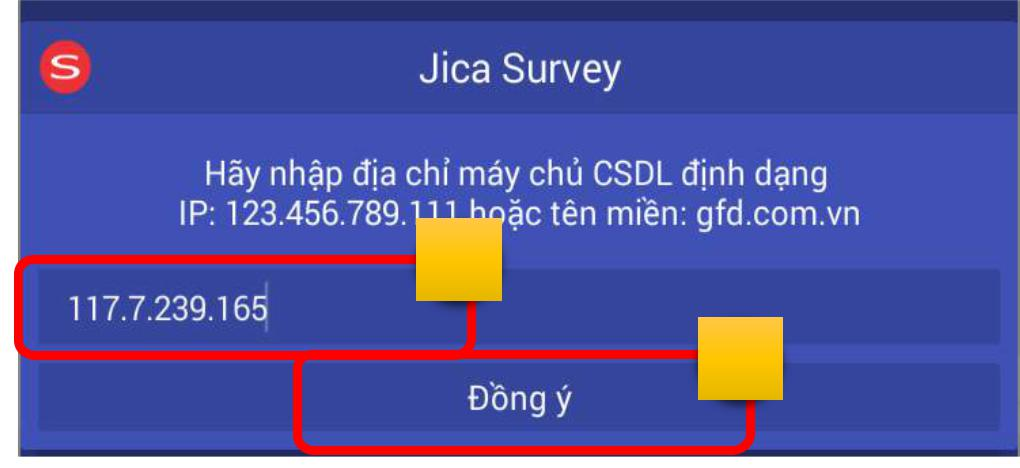 S
Jica Survey
Hãy nhập địa chỉ máy chủ CSDL định dạng
IP: 123.456.789.111 hoặc tên miền: gfd.com.vn
117.7.239.165
Đồng ý